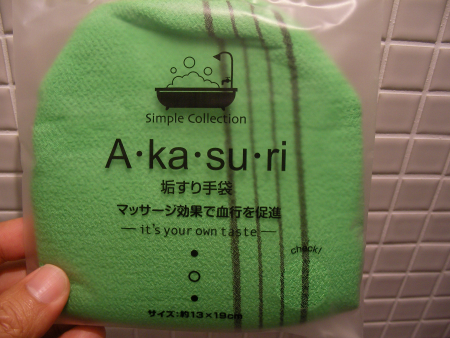 Simple Collection
A・ka・su・ri
垢すり手袋
マッサージ効果で血行を促進
it's your own taste
check!
サイズ:約13×19cm